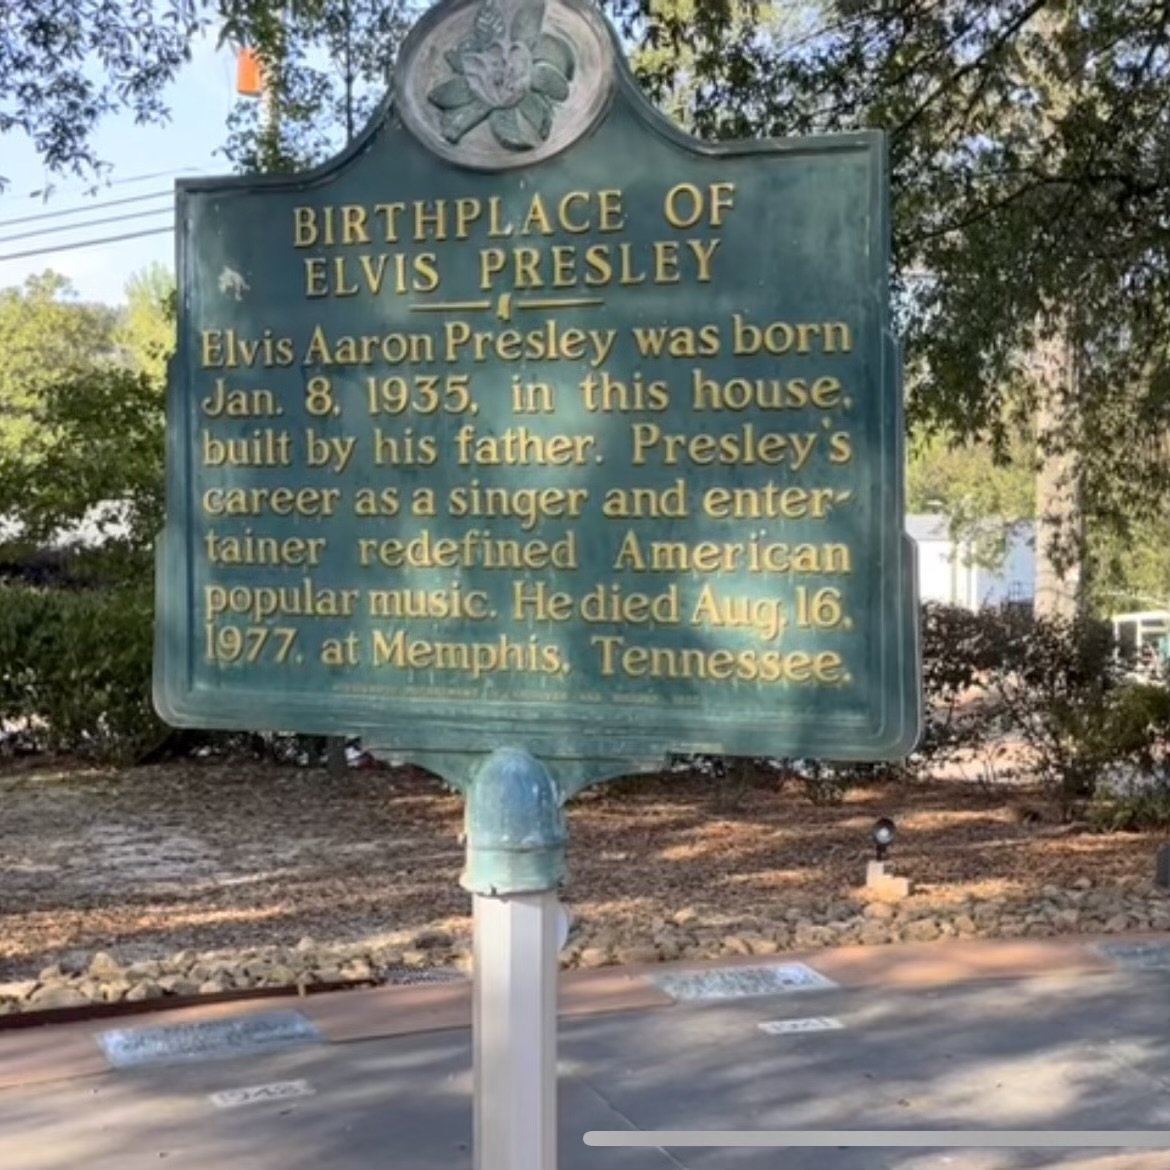 BIRTHPLACE OF
ELVIS PRESLEY
Elvis Aaron Presley was born
Jan. 8, 1935, in this house,
built by his father. Presley's
career as a singer and enter-
tainer redefined American
popular music. He died Aug. 16,
1977, at Memphis, Tennessee.
1942